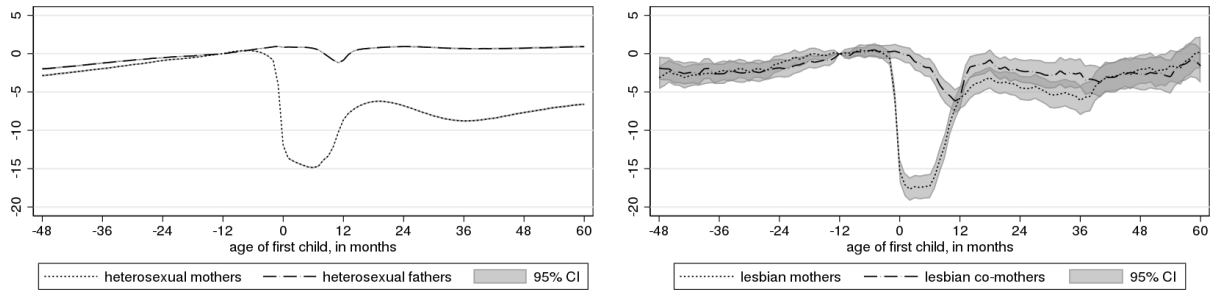 5
0
-5
-10
-15
-20
-48 -36 -24 -12 0 12 24 36 48 60
age of first child, in months
heterosexual mothers heterosexual fathers 95% CI
5
0
-5
-10
-15
-20
-48 -36 -24 -12 0 12 24 36 48 60
age of first child, in months
lesbian mothers lesbian co-mothers 95% CI